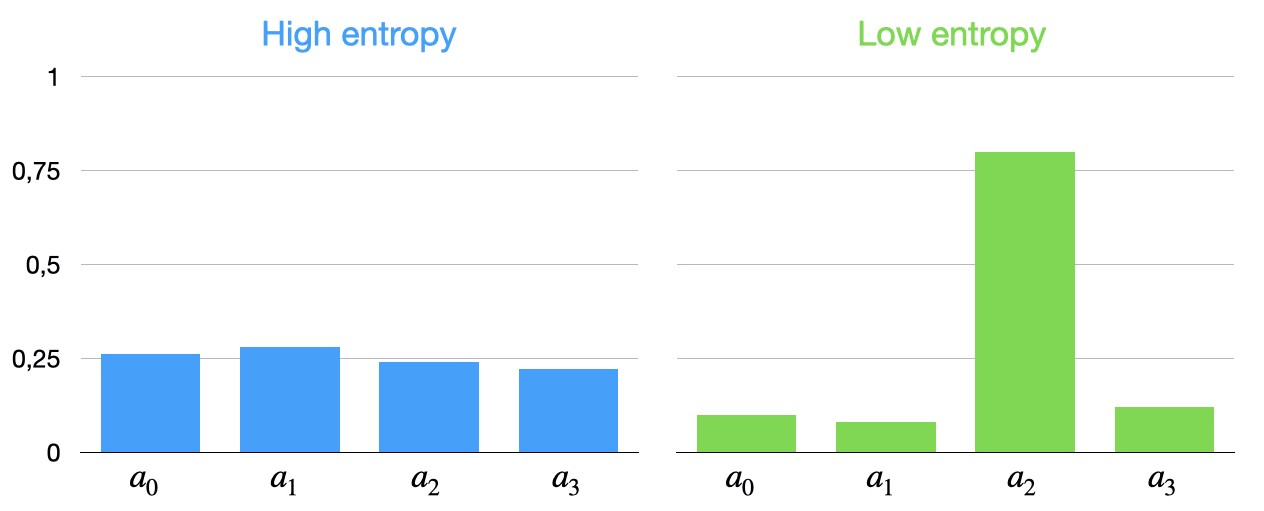 High entropy
Low entropy
1
0,75
0,5
0,25
0
a₀ a₁ a₂ a₃
a₀ a₁ a₂ a₃